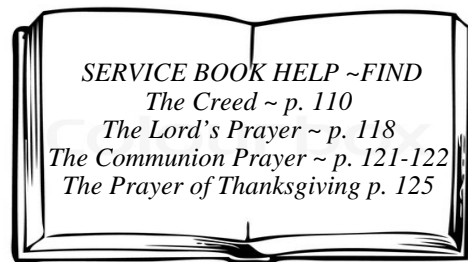 SERVICE BOOK HELP ~FIND
The Creed ~ p. 110
The Lord's Prayer ~ p. 118
The Communion Prayer ~ p. 121-122
The Prayer of Thanksgiving p. 125